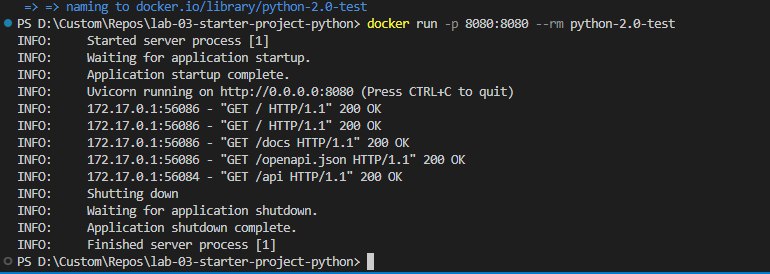 => => naming to docker.io/library/python-2.0-test
PS D:\Custom\Repos\lab-03-starter-project-python> docker run -p 8080:8080 --rm python-2.0-test
INFO:     Started server process [1]
INFO:     Waiting for application startup.
INFO:     Application startup complete.
INFO:     Uvicorn running on http://0.0.0.0:8080 (Press CTRL+C to quit)
INFO:     172.17.0.1:56086 - "GET / HTTP/1.1" 200 OK
INFO:     172.17.0.1:56086 - "GET / HTTP/1.1" 200 OK
INFO:     172.17.0.1:56086 - "GET /docs HTTP/1.1" 200 OK
INFO:     172.17.0.1:56086 - "GET /openapi.json HTTP/1.1" 200 OK
INFO:     172.17.0.1:56084 - "GET /api HTTP/1.1" 200 OK
INFO:     Shutting down
INFO:     Waiting for application shutdown.
INFO:     Application shutdown complete.
INFO:     Finished server process [1]
PS D:\Custom\Repos\lab-03-starter-project-python>